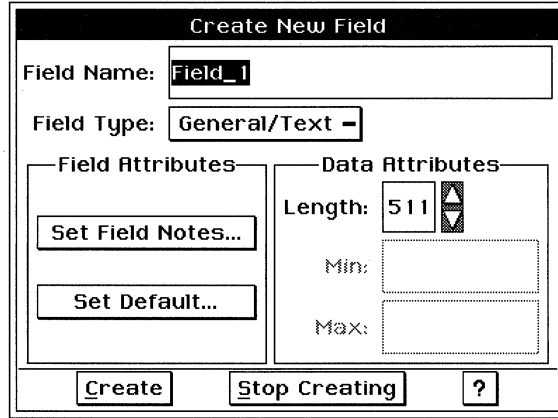 Create New Field
Field Name: Field_1
Field Type: General/Text
Field Attributes
Set Field Notes...
Set Default...
Data Attributes
Length: 511
Min:
Max:
Create
Stop Creating
?